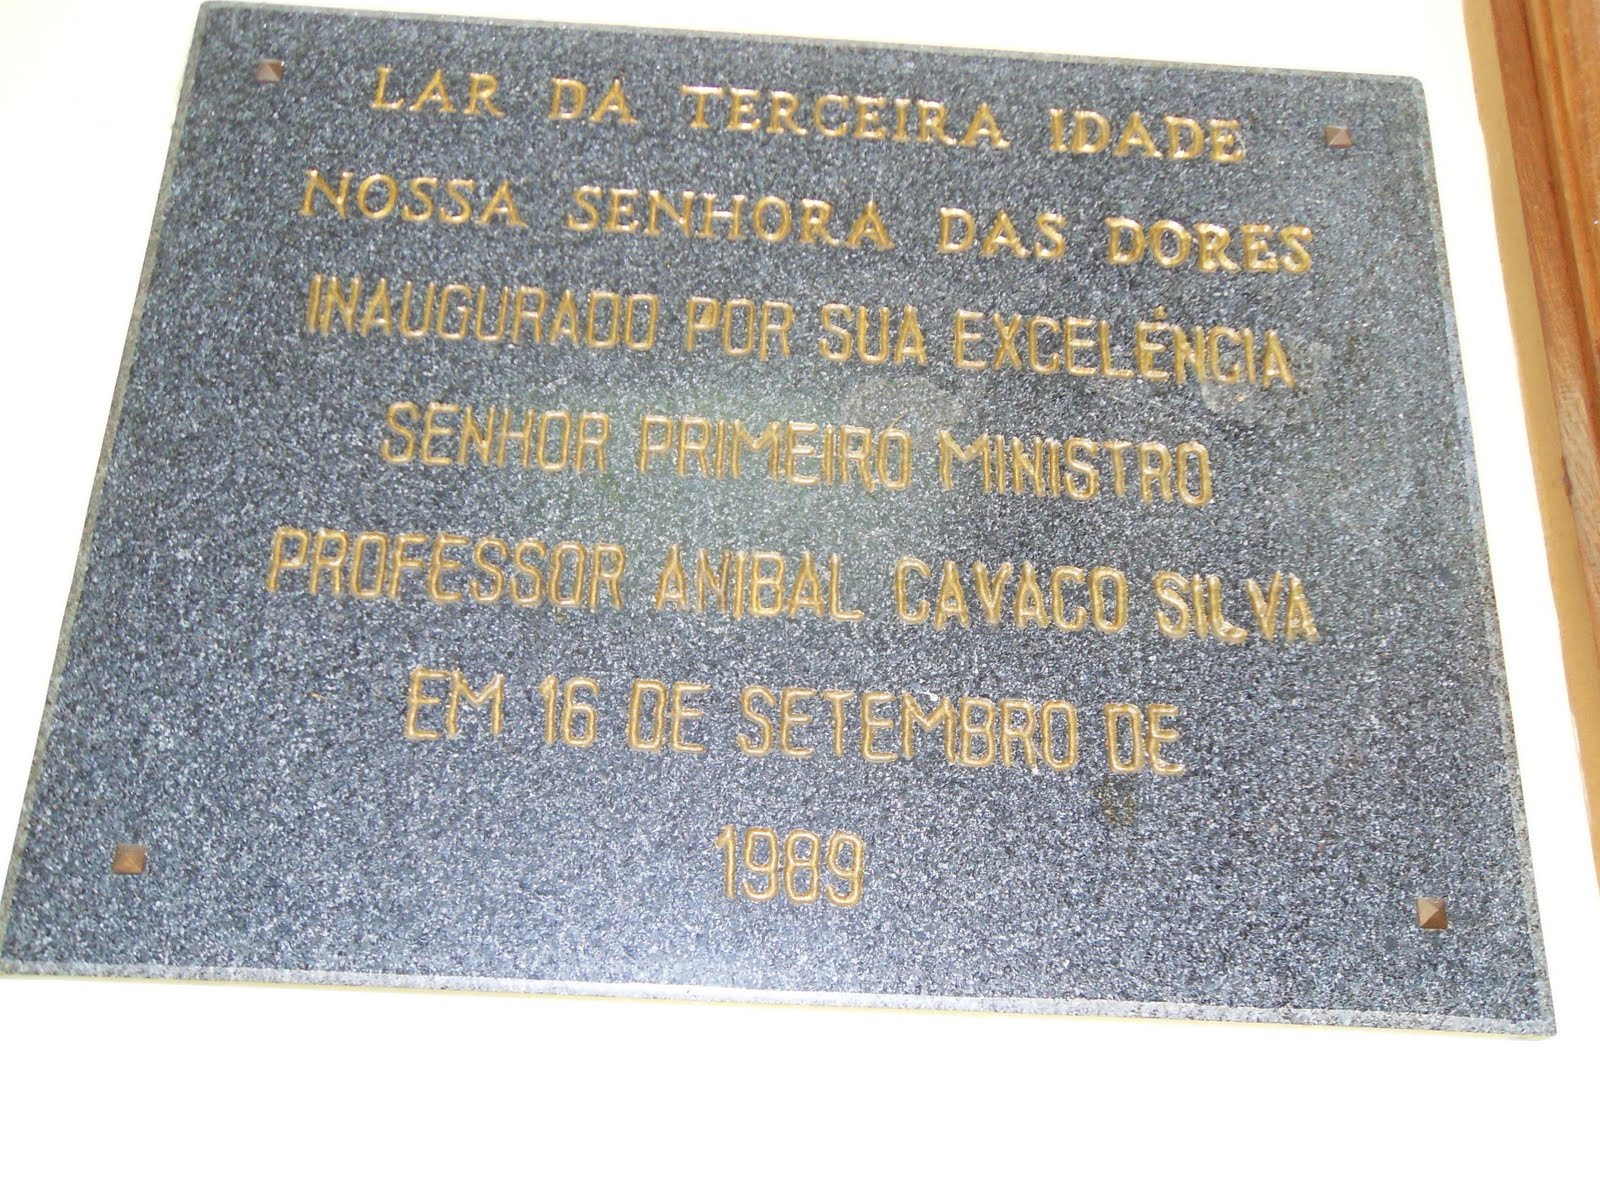 LAR DA TERCEIRA IDADE
NOSSA SENHORA DAS DORES
INAUGURADO POR SUA EXCELÊNCIA
SENHOR PRIMEIRO MINISTRO
PROFESSOR ANIBAL CAVACO SILVA
EM 16 DE SETEMBRO DE
1989